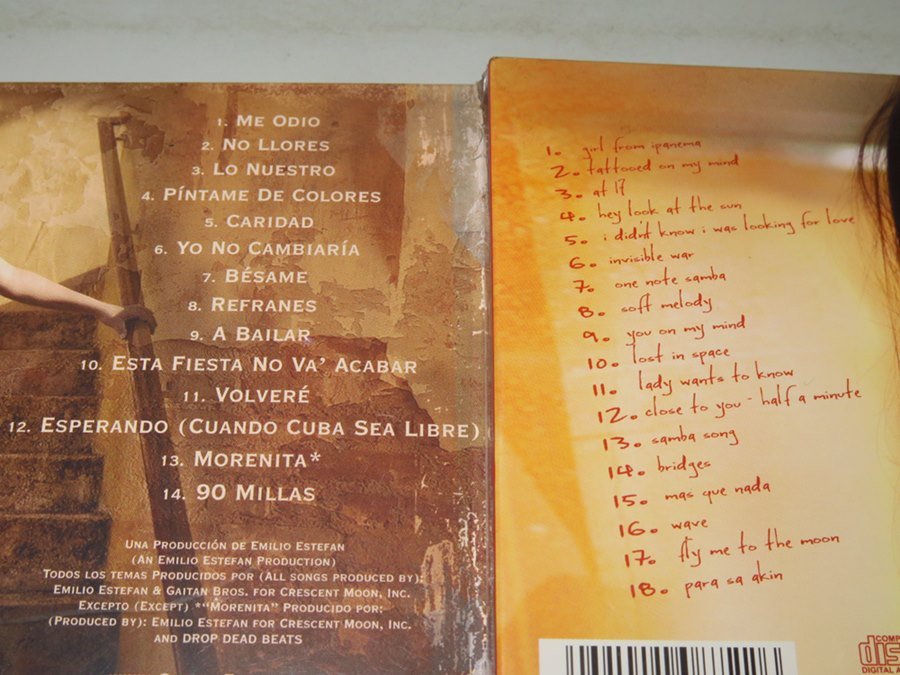 1. ME ODIO
2. NO LLORES
3. LO NUESTRO
4. PÍNTAME DE COLORES
5. CARIDAD
6. YO NO CAMBIARÍA
7. BÉSAME
8. REFRANES
9. A BAILAR
10. ESTA FIESTA NO VA' ACABAR
11. VOLVERÉ
12. ESPERANDO (CUANDO CUBA SEA LIBRE)
13. MORENITA*
14. 90 MILLAS
UNA PRODUCCIÓN DE EMILIO ESTEFAN
(AN EMILIO ESTEFAN PRODUCTION)
TODOS LOS TEMAS PRODUCIDOS POR (ALL SONGS PRODUCED BY):
EMILIO ESTEFAN & GAITAN BROS. FOR CRESCENT MOON, INC.
EXCEPTO (EXCEPT) *"MORENITA" PRODUCIDO POR:
(PRODUCED BY): EMILIO ESTEFAN FOR CRESCENT MOON, INC.
AND DROP DEAD BEATS
1. girl from ipanema
2. tattooed on my mind
3. at 17
4. hey look at the sun
5. i didn't know i was looking for love
6. invisible war
7. one note samba
8. soft melody
9. you on my mind
10. lost in space
11. lady wants to know
12. close to you - half a minute
13. samba song
14. bridges
15. mas que nada
16. wave
17. fly me to the moon
18. para sa akin
COMP
dis
DIGITAL A